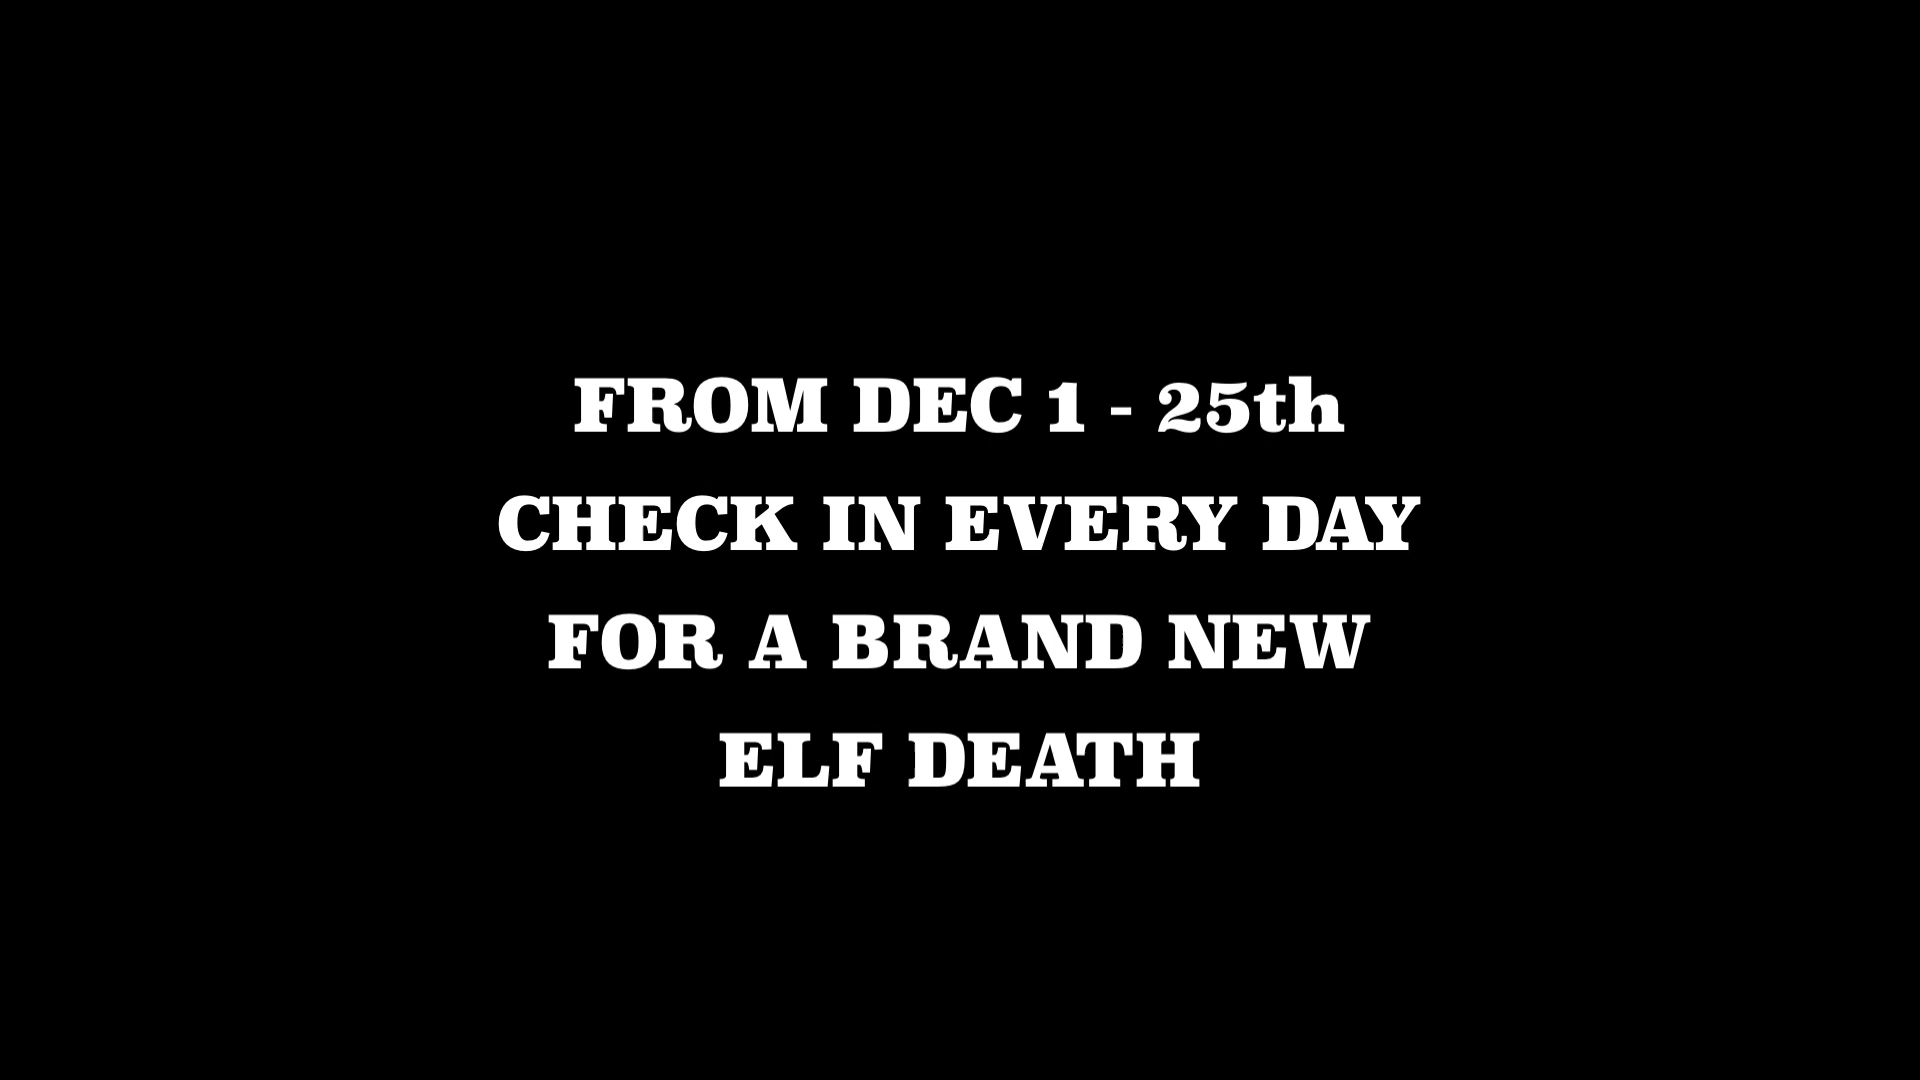 FROM DEC 1 - 25th
CHECK IN EVERY DAY
FOR A BRAND NEW
ELF DEATH